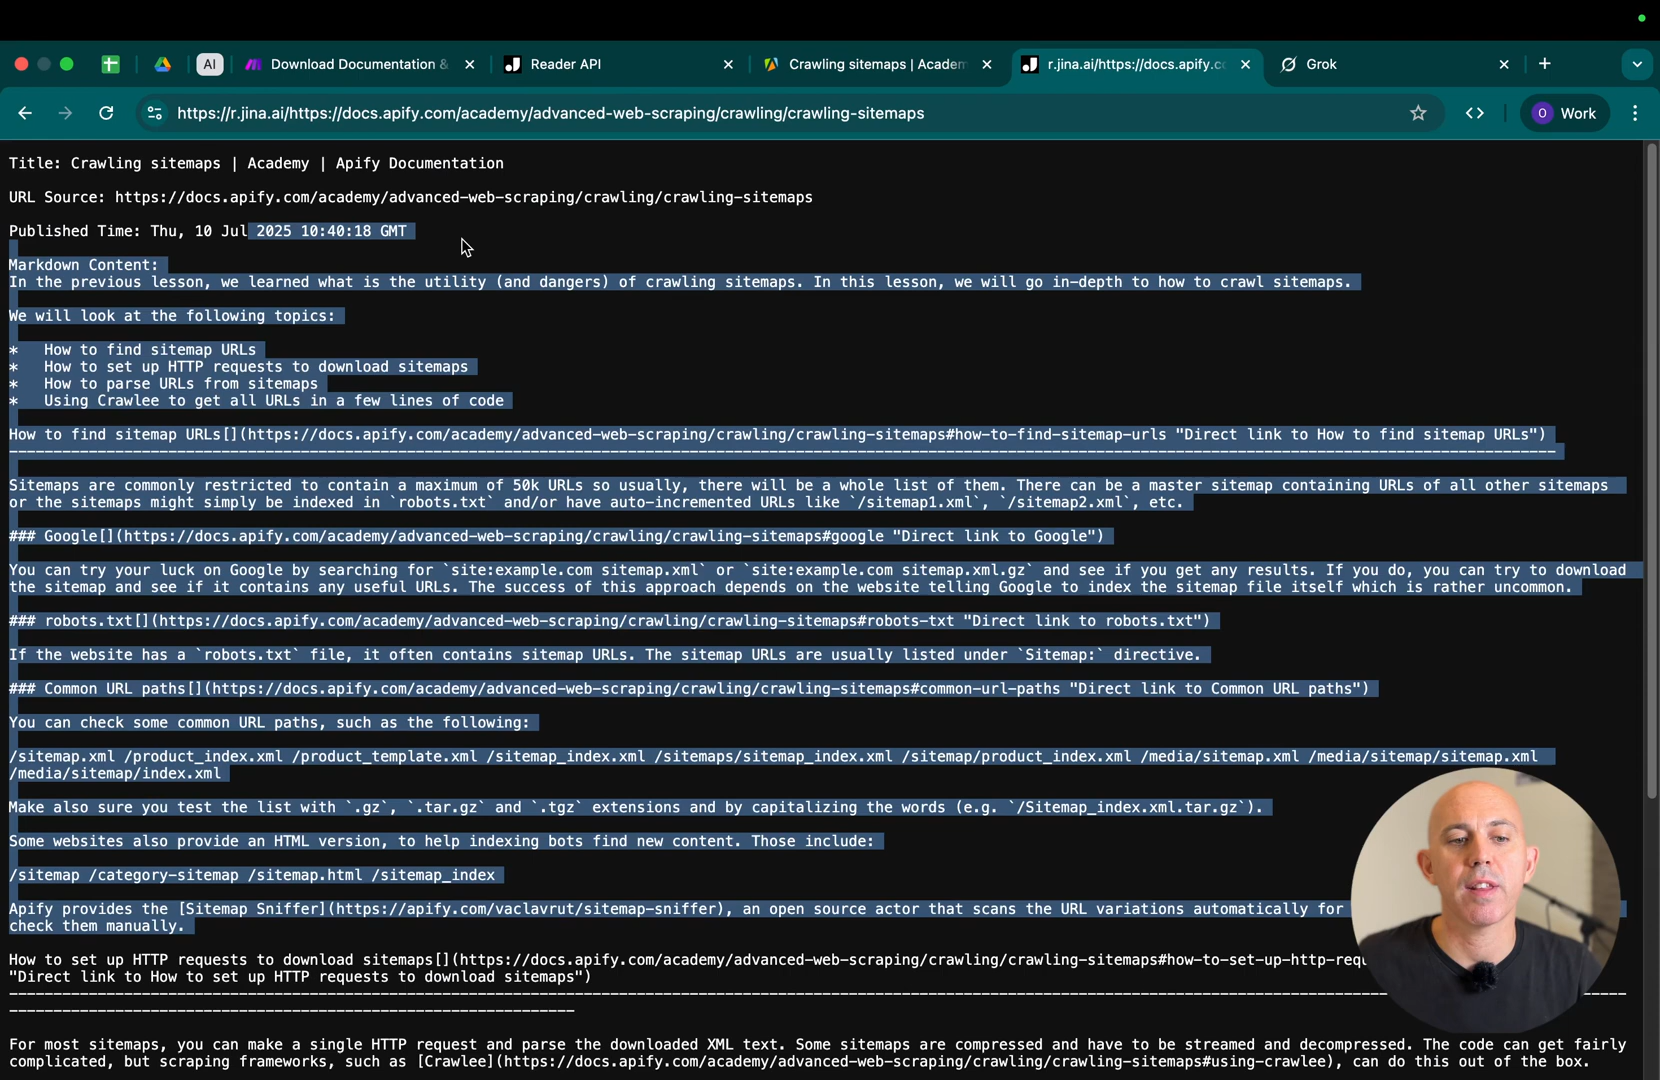 AI
Download Documentation &
Reader API
Crawling sitemaps | Academ
r.jina.ai/https://docs.apify.c
Grok
https://r.jina.ai/https://docs.apify.com/academy/advanced-web-scraping/crawling/crawling-sitemaps
O Work
Title: Crawling sitemaps | Academy | Apify Documentation
URL Source: https://docs.apify.com/academy/advanced-web-scraping/crawling/crawling-sitemaps
Published Time: Thu, 10 Jul 2025 10:40:18 GMT
Markdown Content:
In the previous lesson, we learned what is the utility (and dangers) of crawling sitemaps. In this lesson, we will go in-depth to how to crawl sitemaps.
We will look at the following topics:
*   How to find sitemap URLs
*   How to set up HTTP requests to download sitemaps
*   How to parse URLs from sitemaps
*   Using Crawlee to get all URLs in a few lines of code
How to find sitemap URLs[](https://docs.apify.com/academy/advanced-web-scraping/crawling/crawling-sitemaps#how-to-find-sitemap-urls "Direct link to How to find sitemap URLs")
Sitemaps are commonly restricted to contain a maximum of 50k URLs so usually, there will be a whole list of them. There can be a master sitemap containing URLs of all other sitemaps
or the sitemaps might simply be indexed in `robots.txt` and/or have auto-incremented URLs like `/sitemap1.xml`, `/sitemap2.xml`, etc.
### Google[](https://docs.apify.com/academy/advanced-web-scraping/crawling/crawling-sitemaps#google "Direct link to Google")
You can try your luck on Google by searching for `site:example.com sitemap.xml` or `site:example.com sitemap.xml.gz` and see if you get any results. If you do, you can try to download
the sitemap and see if it contains any useful URLs. The success of this approach depends on the website telling Google to index the sitemap file itself which is rather uncommon.
### robots.txt[](https://docs.apify.com/academy/advanced-web-scraping/crawling/crawling-sitemaps#robots-txt "Direct link to robots.txt")
If the website has a `robots.txt` file, it often contains sitemap URLs. The sitemap URLs are usually listed under `Sitemap:` directive.
### Common URL paths[](https://docs.apify.com/academy/advanced-web-scraping/crawling/crawling-sitemaps#common-url-paths "Direct link to Common URL paths")
You can check some common URL paths, such as the following:
/sitemap.xml /product_index.xml /product_template.xml /sitemap_index.xml /sitemaps/sitemap_index.xml /sitemap/product_index.xml /media/sitemap.xml /media/sitemap/sitemap.xml
/media/sitemap/index.xml
Make also sure you test the list with `.gz`, `.tar.gz` and `.tgz` extensions and by capitalizing the words (e.g. `/Sitemap_index.xml.tar.gz`).
Some websites also provide an HTML version, to help indexing bots find new content. Those include:
/sitemap /category-sitemap /sitemap.html /sitemap_index
Apify provides the [Sitemap Sniffer](https://apify.com/vaclavrut/sitemap-sniffer), an open source actor that scans the URL variations automatically for
check them manually.
How to set up HTTP requests to download sitemaps[](https://docs.apify.com/academy/advanced-web-scraping/crawling/crawling-sitemaps#how-to-set-up-http-requ
"Direct link to How to set up HTTP requests to download sitemaps")
For most sitemaps, you can make a single HTTP request and parse the downloaded XML text. Some sitemaps are compressed and have to be streamed and decompressed. The code can get fairly
complicated, but scraping frameworks, such as [Crawlee](https://docs.apify.com/academy/advanced-web-scraping/crawling/crawling-sitemaps#using-crawlee), can do this out of the box.